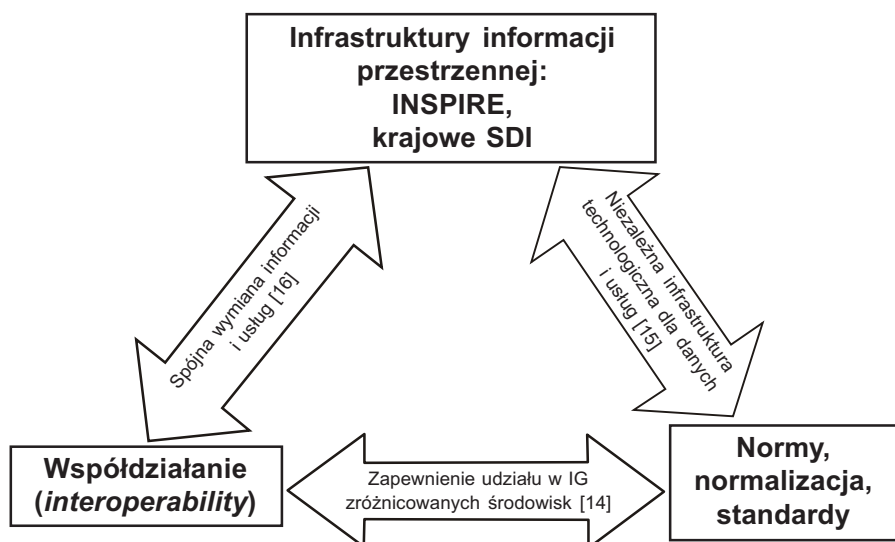 Infrastruktury informacji
przestrzennej:
INSPIRE,
krajowe SDI
Spójna wymiana informacji
i usług [16]
Niezależna infrastruktura
technologiczna dla danych
i usług [15]
Współdziałanie
(interoperability)
Zapewnienie udziału w IG
zróżnicowanych środowisk [14]
Normy,
normalizacja,
standardy